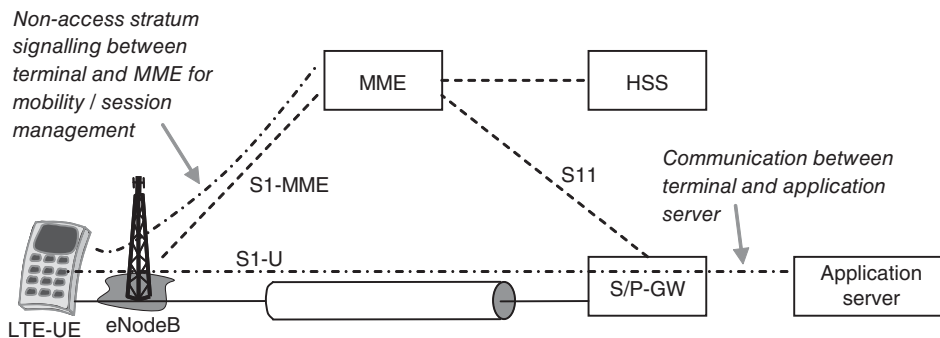 Non-access stratum
signalling between
terminal and MME for
mobility / session
management
MME
HSS
S1-MME
S11
Communication between
terminal and application
server
S1-U
S/P-GW
Application
server
LTE-UE
eNodeB